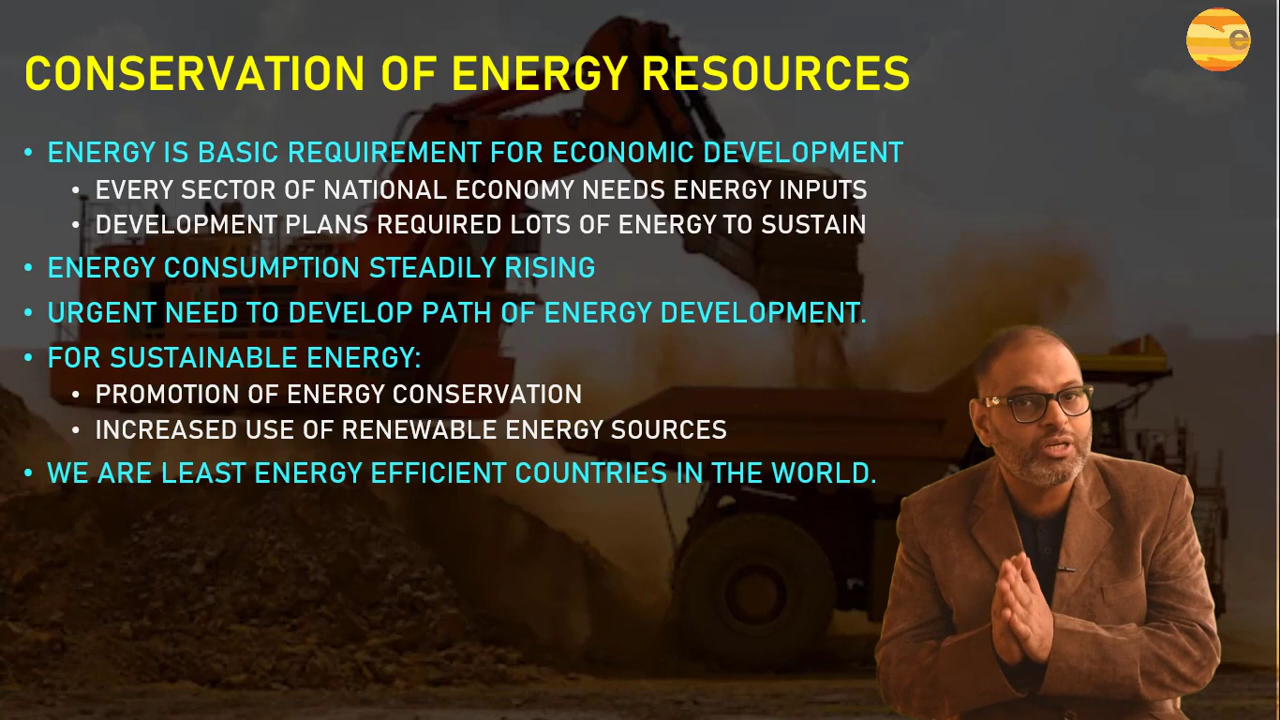 CONSERVATION OF ENERGY RESOURCES
e
• ENERGY IS BASIC REQUIREMENT FOR ECONOMIC DEVELOPMENT
• EVERY SECTOR OF NATIONAL ECONOMY NEEDS ENERGY INPUTS
• DEVELOPMENT PLANS REQUIRED LOTS OF ENERGY TO SUSTAIN
• ENERGY CONSUMPTION STEADILY RISING
• URGENT NEED TO DEVELOP PATH OF ENERGY DEVELOPMENT.
• FOR SUSTAINABLE ENERGY:
• PROMOTION OF ENERGY CONSERVATION
• INCREASED USE OF RENEWABLE ENERGY SOURCES
• WE ARE LEAST ENERGY EFFICIENT COUNTRIES IN THE WORLD.